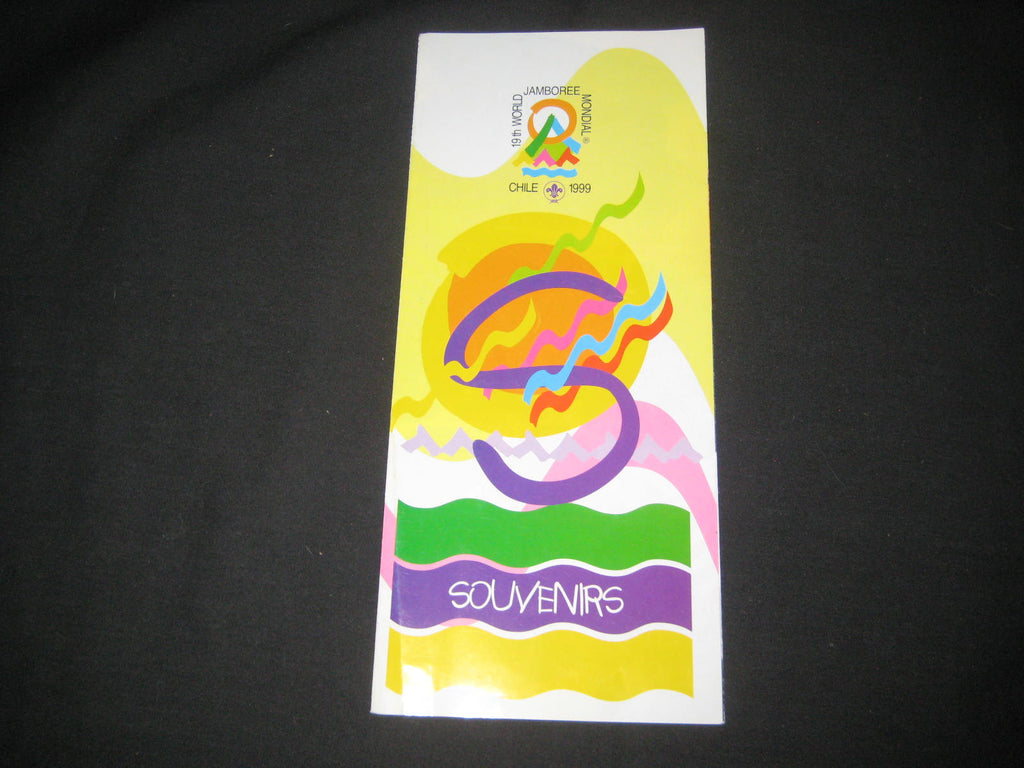 19th WORLD
JAMBOREE
MONDIAL®
CHILE 1999
SOUVENIRS